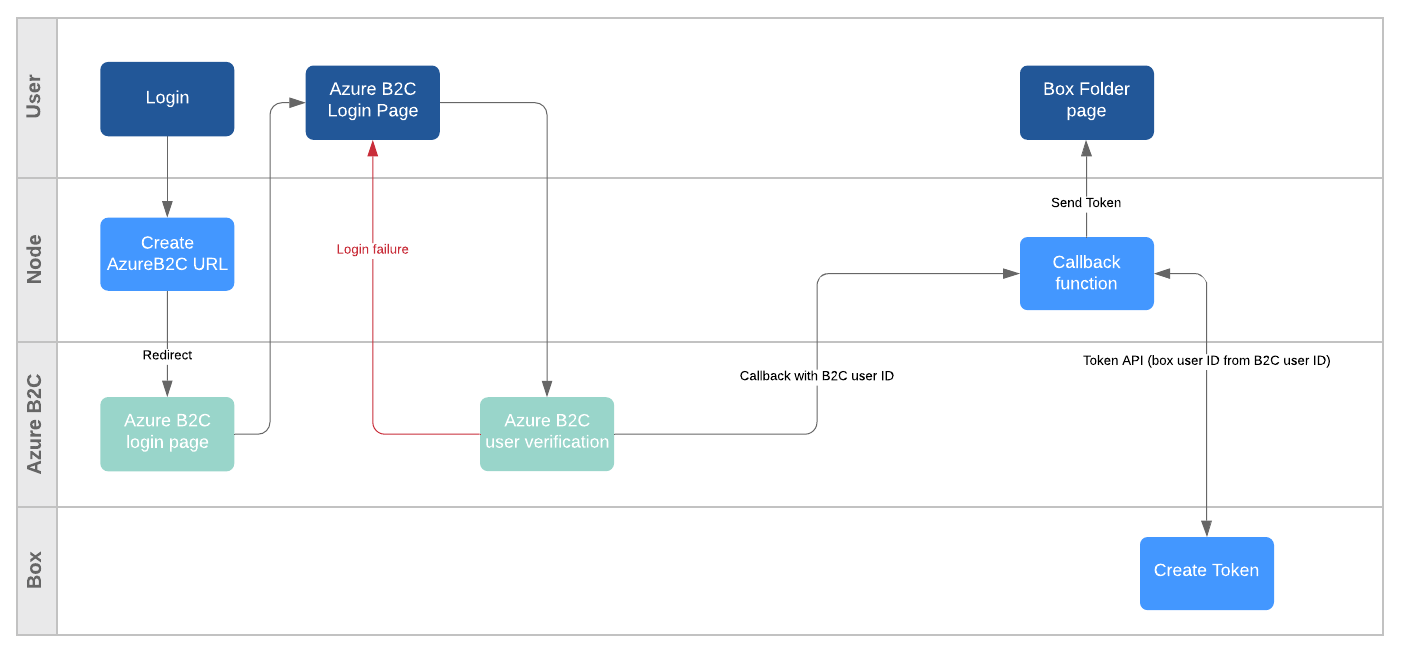 User
Login
Azure B2C
Login Page
Box Folder
page
Send Token
Node
Create
AzureB2C URL
Login failure
Callback
function
Redirect
Token API (box user ID from B2C user ID)
Callback with B2C user ID
Azure B2C
Azure B2C
login page
Azure B2C
user verification
Box
Create Token